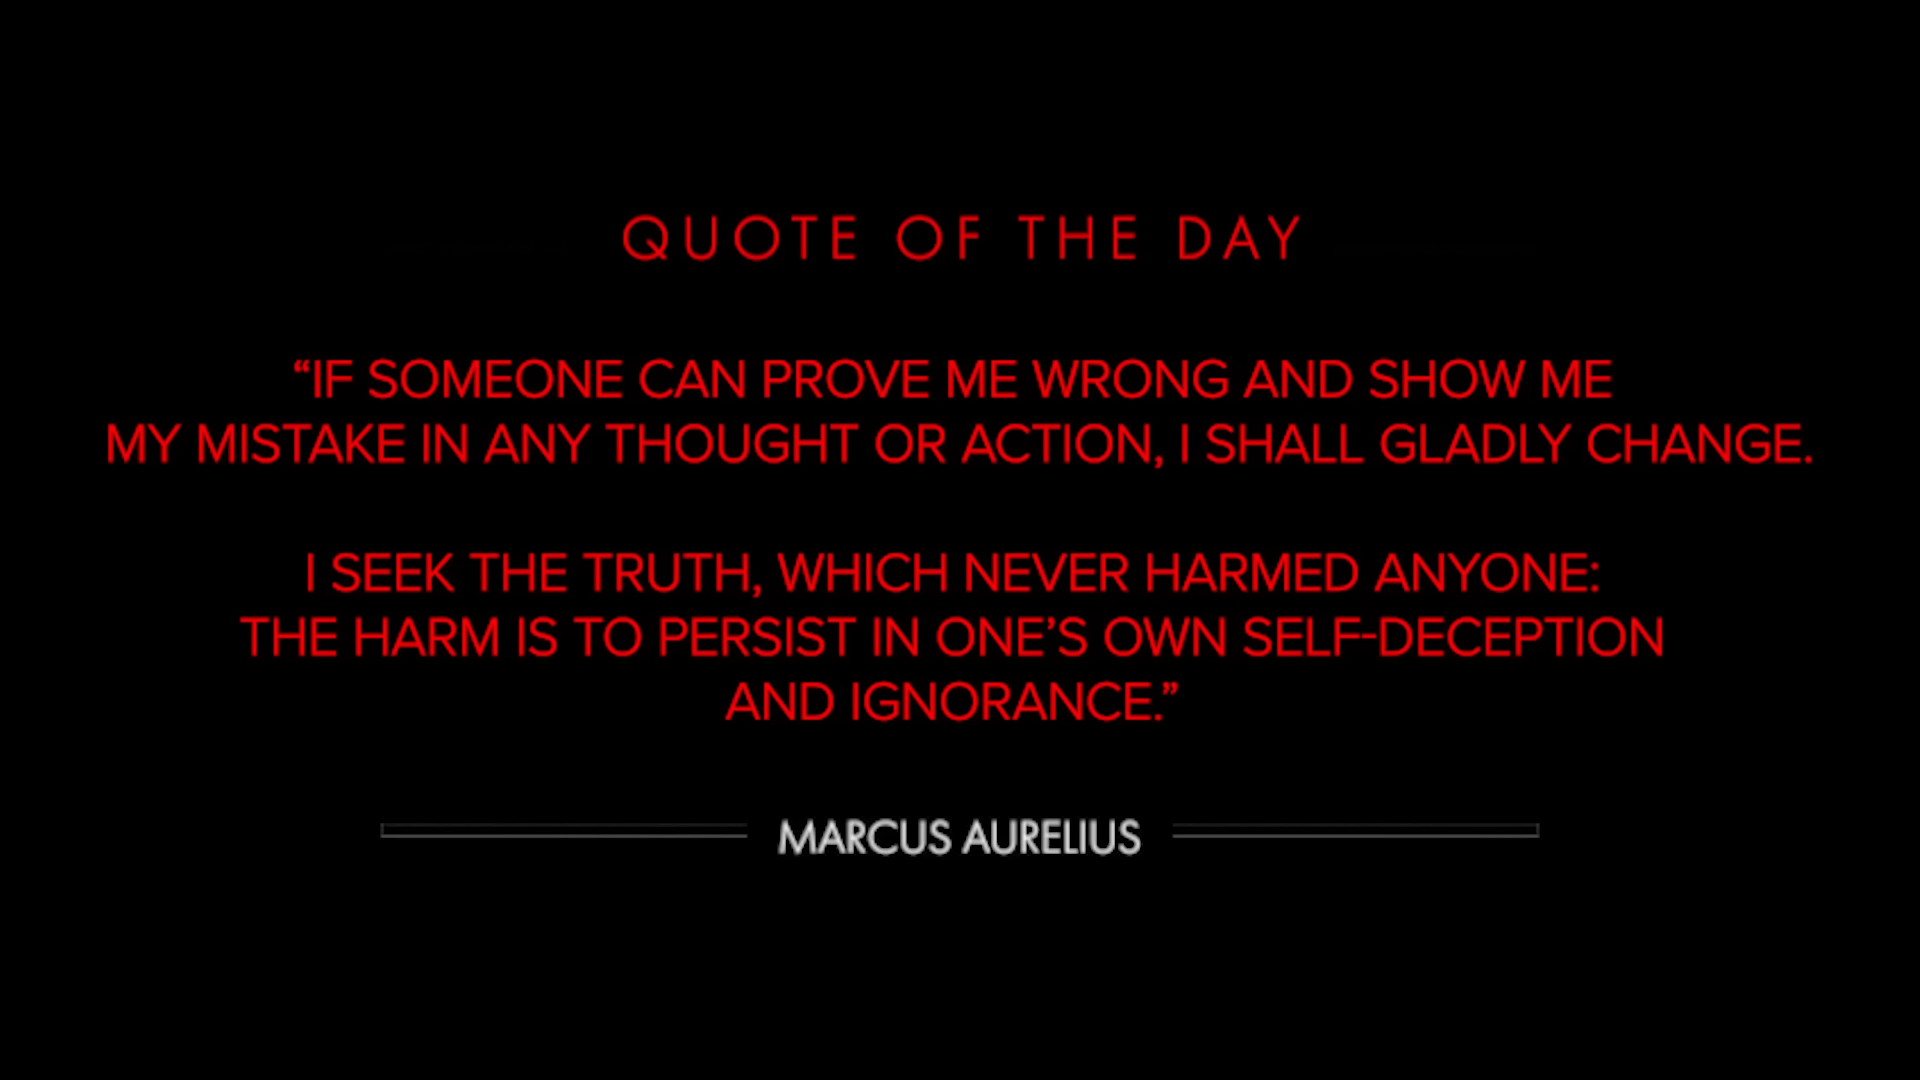 QUOTE OF THE DAY
“IF SOMEONE CAN PROVE ME WRONG AND SHOW ME
MY MISTAKE IN ANY THOUGHT OR ACTION, I SHALL GLADLY CHANGE.
I SEEK THE TRUTH, WHICH NEVER HARMED ANYONE:
THE HARM IS TO PERSIST IN ONE’S OWN SELF-DECEPTION
AND IGNORANCE.”
MARCUS AURELIUS